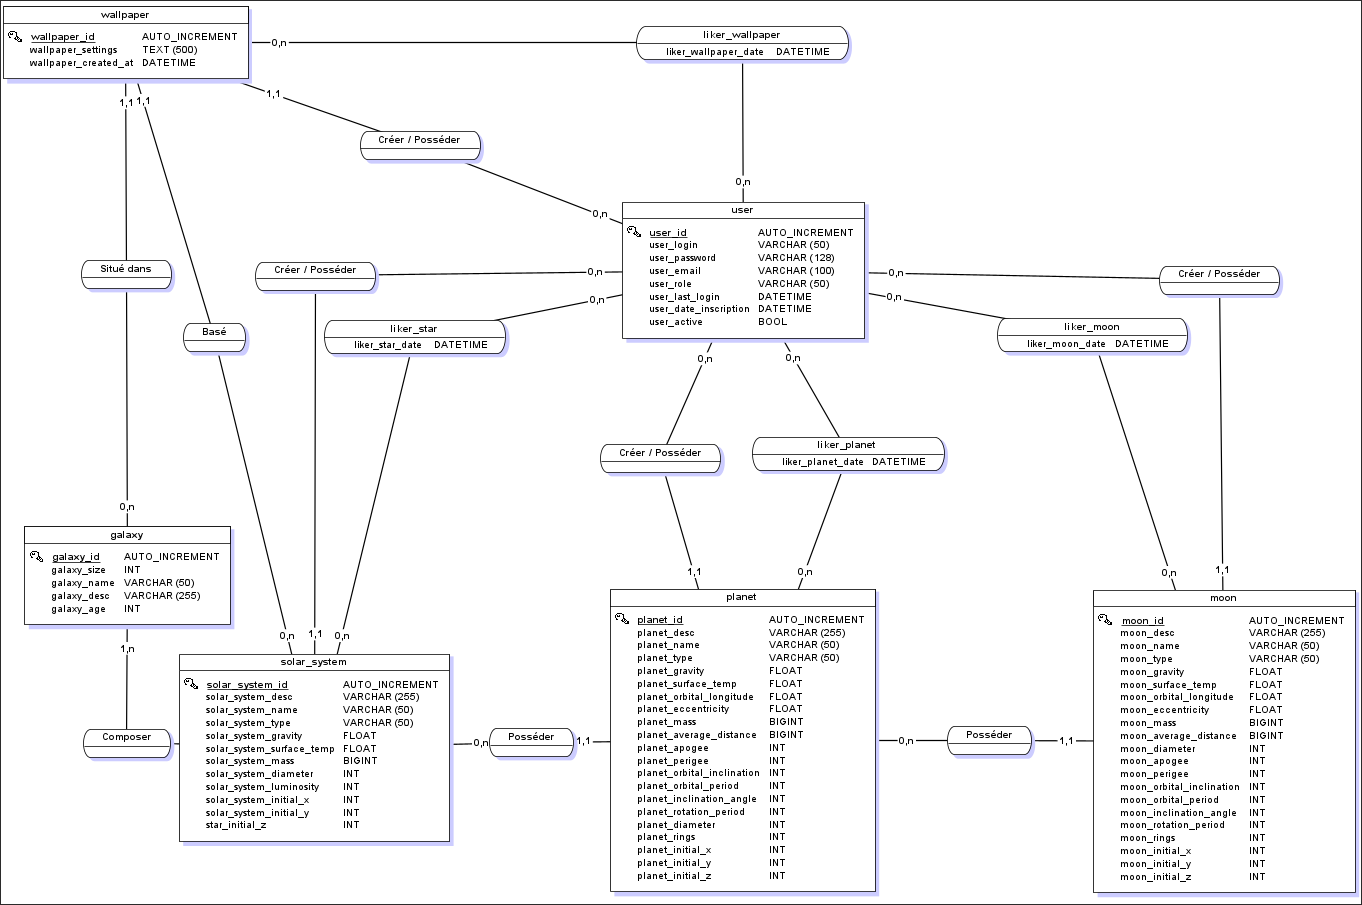 wallpaper
wallpaper_id AUTO_INCREMENT
wallpaper_settings TEXT (500)
wallpaper_created_at DATETIME
0,n
liker_wallpaper
liker_wallpaper_date DATETIME
1,1
1,1
1,1
Créer / Posséder
0,n
0,n
user
user_id AUTO_INCREMENT
user_login VARCHAR (50)
user_password VARCHAR (128)
user_email VARCHAR (100)
user_role VARCHAR (50)
user_last_login DATETIME
user_date_inscription DATETIME
user_active BOOL
Situé dans
Créer / Posséder
0,n
0,n
Créer / Posséder
0,n
0,n
Basé
liker_star
liker_star_date DATETIME
liker_moon
liker_moon_date DATETIME
0,n
0,n
Créer / Posséder
liker_planet
liker_planet_date DATETIME
0,n
galaxy
galaxy_id AUTO_INCREMENT
galaxy_size INT
galaxy_name VARCHAR (50)
galaxy_desc VARCHAR (255)
galaxy_age INT
1,1
0,n
0,n
1,1
0,n
1,1
0,n
1,n
solar_system
solar_system_id AUTO_INCREMENT
solar_system_desc VARCHAR (255)
solar_system_name VARCHAR (50)
solar_system_type VARCHAR (50)
solar_system_gravity FLOAT
solar_system_surface_temp FLOAT
solar_system_mass BIGINT
solar_system_diameter INT
solar_system_luminosity INT
solar_system_initial_x INT
solar_system_initial_y INT
star_initial_z INT
Composer
0,n
Posséder
1,1
planet
planet_id AUTO_INCREMENT
planet_desc VARCHAR (255)
planet_name VARCHAR (50)
planet_type VARCHAR (50)
planet_gravity FLOAT
planet_surface_temp FLOAT
planet_orbital_longitude FLOAT
planet_eccentricity FLOAT
planet_mass BIGINT
planet_average_distance BIGINT
planet_apogee INT
planet_perigee INT
planet_orbital_inclination INT
planet_orbital_period INT
planet_inclination_angle INT
planet_rotation_period INT
planet_diameter INT
planet_rings INT
planet_initial_x INT
planet_initial_y INT
planet_initial_z INT
0,n
Posséder
1,1
moon
moon_id AUTO_INCREMENT
moon_desc VARCHAR (255)
moon_name VARCHAR (50)
moon_type VARCHAR (50)
moon_gravity FLOAT
moon_surface_temp FLOAT
moon_orbital_longitude FLOAT
moon_eccentricity FLOAT
moon_mass BIGINT
moon_average_distance BIGINT
moon_diameter INT
moon_apogee INT
moon_perigee INT
moon_orbital_inclination INT
moon_orbital_period INT
moon_inclination_angle INT
moon_rotation_period INT
moon_rings INT
moon_initial_x INT
moon_initial_y INT
moon_initial_z INT